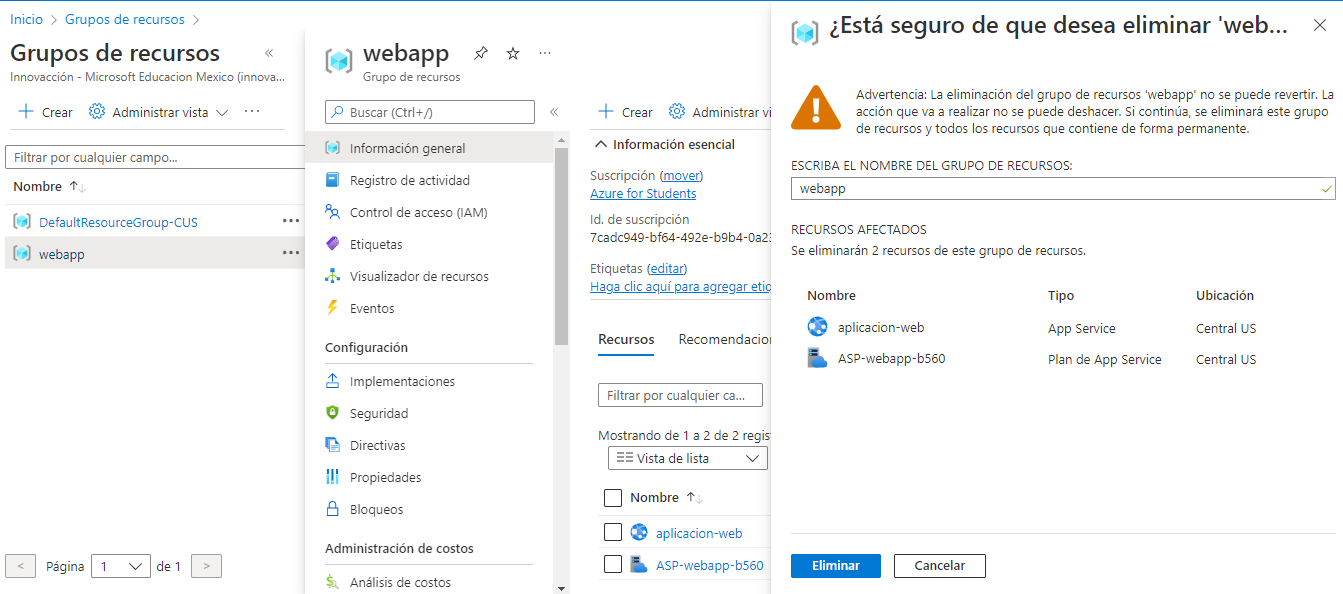 Inicio > Grupos de recursos >
Grupos de recursos «
Innovacción - Microsoft Educacion Mexico (innova...
Crear Administrar vista ...
Filtrar por cualquier campo...
Nombre ↑↓
DefaultResourceGroup-CUS ...
webapp ...
< Página 1 de 1 >
webapp ...
Grupo de recursos
Buscar (Ctrl+/) «
Información general
Registro de actividad
Control de acceso (IAM)
Etiquetas
Visualizador de recursos
Eventos
Configuración
Implementaciones
Seguridad
Directivas
Propiedades
Bloqueos
Administración de costos
Análisis de costos
Crear Administrar vi
Información esencial
Suscripción (mover)
Azure for Students
Id. de suscripción
7cadc949-bf64-492e-b9b4-0a23
Etiquetas (editar)
Haga clic aquí para agregar etiq
Recursos Recomendacion
Filtrar por cualquier ca...
Mostrando de 1 a 2 de 2 regist
Vista de lista
Nombre ↑↓
aplicacion-web
ASP-webapp-b560
¿Está seguro de que desea eliminar 'web...
Advertencia: La eliminación del grupo de recursos 'webapp' no se puede revertir. La
acción que va a realizar no se puede deshacer. Si continúa, se eliminará este grupo
de recursos y todos los recursos que contiene de forma permanente.
ESCRIBA EL NOMBRE DEL GRUPO DE RECURSOS:
webapp
RECURSOS AFECTADOS
Se eliminarán 2 recursos de este grupo de recursos.
Nombre Tipo Ubicación
aplicacion-web App Service Central US
ASP-webapp-b560 Plan de App Service Central US
Eliminar Cancelar